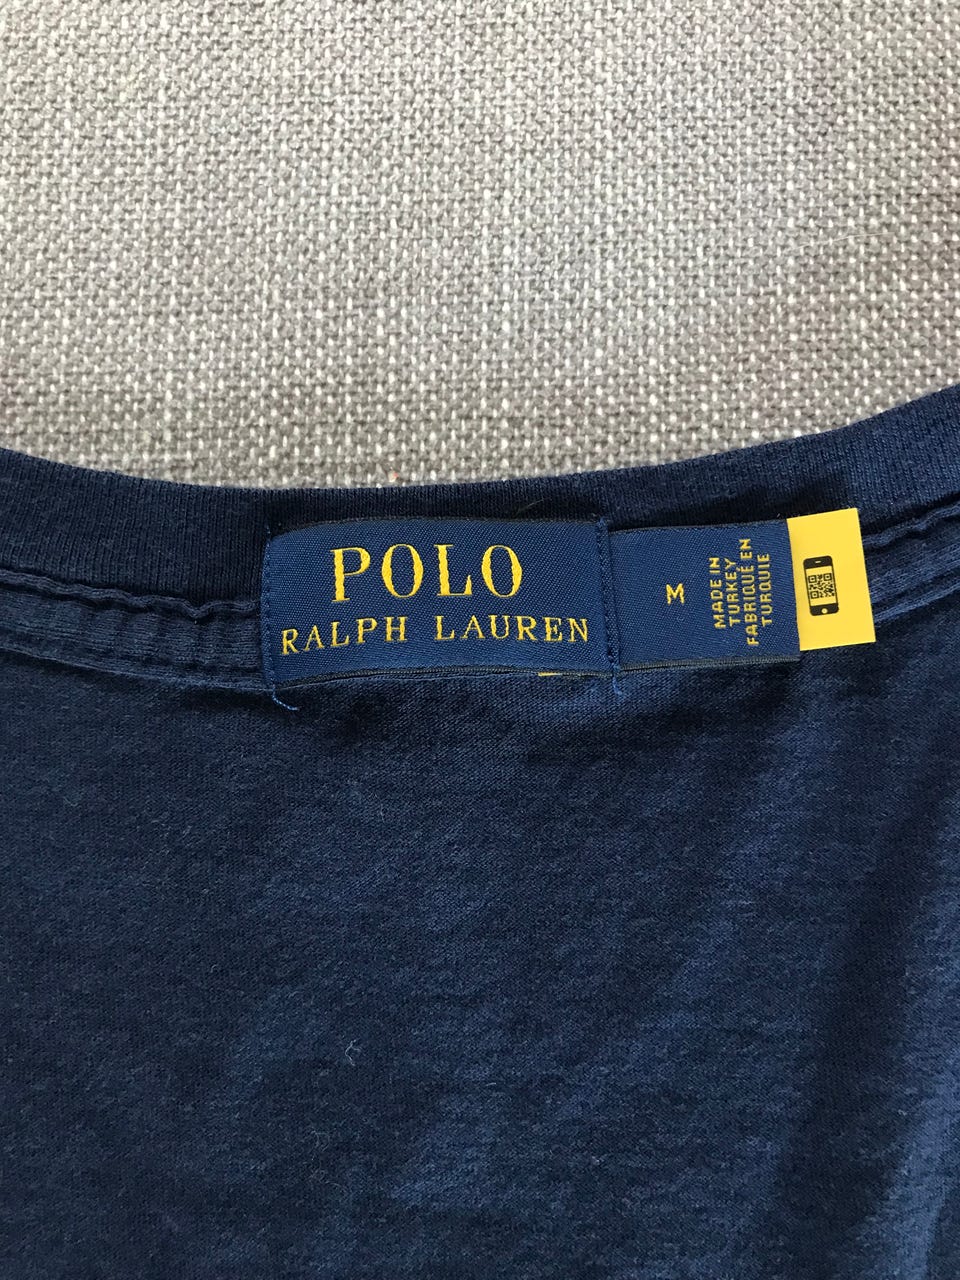 POLO
RALPH LAUREN
M
MADE IN
TURKEY
FABRIQUÉ EN
TURQUIE